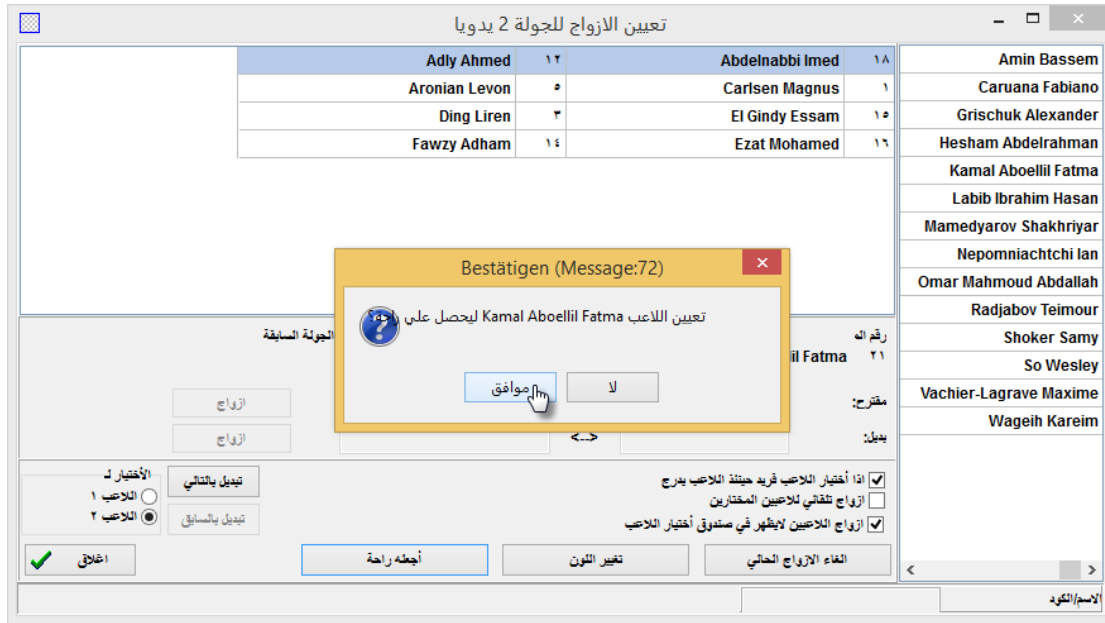 تعيين الازواج للجولة 2 يدويا
١٨ Abdelnabbi Imed ١٢ Adly Ahmed
١ Carlsen Magnus ٥ Aronian Levon
١٥ El Gindy Essam ٣ Ding Liren
١٦ Ezat Mohamed ١٤ Fawzy Adham
Amin Bassem
Caruana Fabiano
Grischuk Alexander
Hesham Abdelrahman
Kamal Aboellil Fatma
Labib Ibrahim Hasan
Mamedyarov Shakhriyar
Nepomniachtchi Ian
Omar Mahmoud Abdallah
Radjabov Teimour
Shoker Samy
So Wesley
Vachier-Lagrave Maxime
Wageih Kareim
Bestätigen (Message:72)
تعيين اللاعب Kamal Aboellil Fatma ليحصل علي راحة؟
لا
موافق
رقم اله
الجولة السابقة
٢١ il Fatma
مقترح:
ازواج
بديل:
<-->
ازواج
اذا أختيار اللاعب فريد حينئذ اللاعب يدرج
ازواج تلقائي للاعبين المختارين
ازواج اللاعبين لايظهر في صندوق أختيار اللاعب
تبديل بالتالي
تبديل بالسابق
الأختيار لـ
اللاعب ١
اللاعب ٢
الغاء الازواج الحالي
تغيير اللون
أجعله راحة
اغلاق
الاسم/الكود